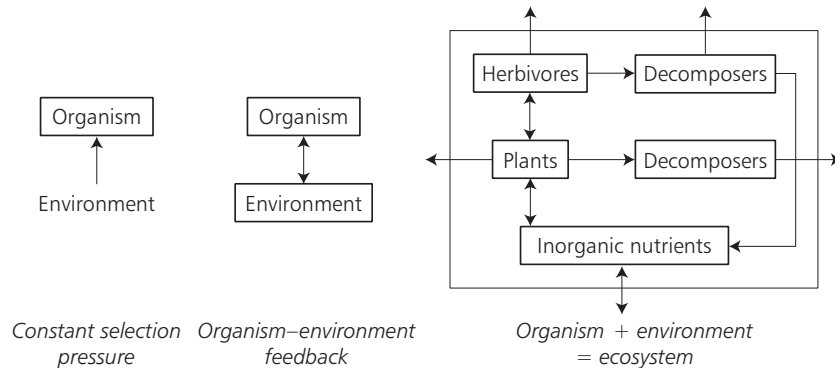 Organism
Environment
Constant selection
pressure
Organism
Environment
Organism–environment
feedback
Herbivores
Decomposers
Plants
Decomposers
Inorganic nutrients
Organism + environment
= ecosystem